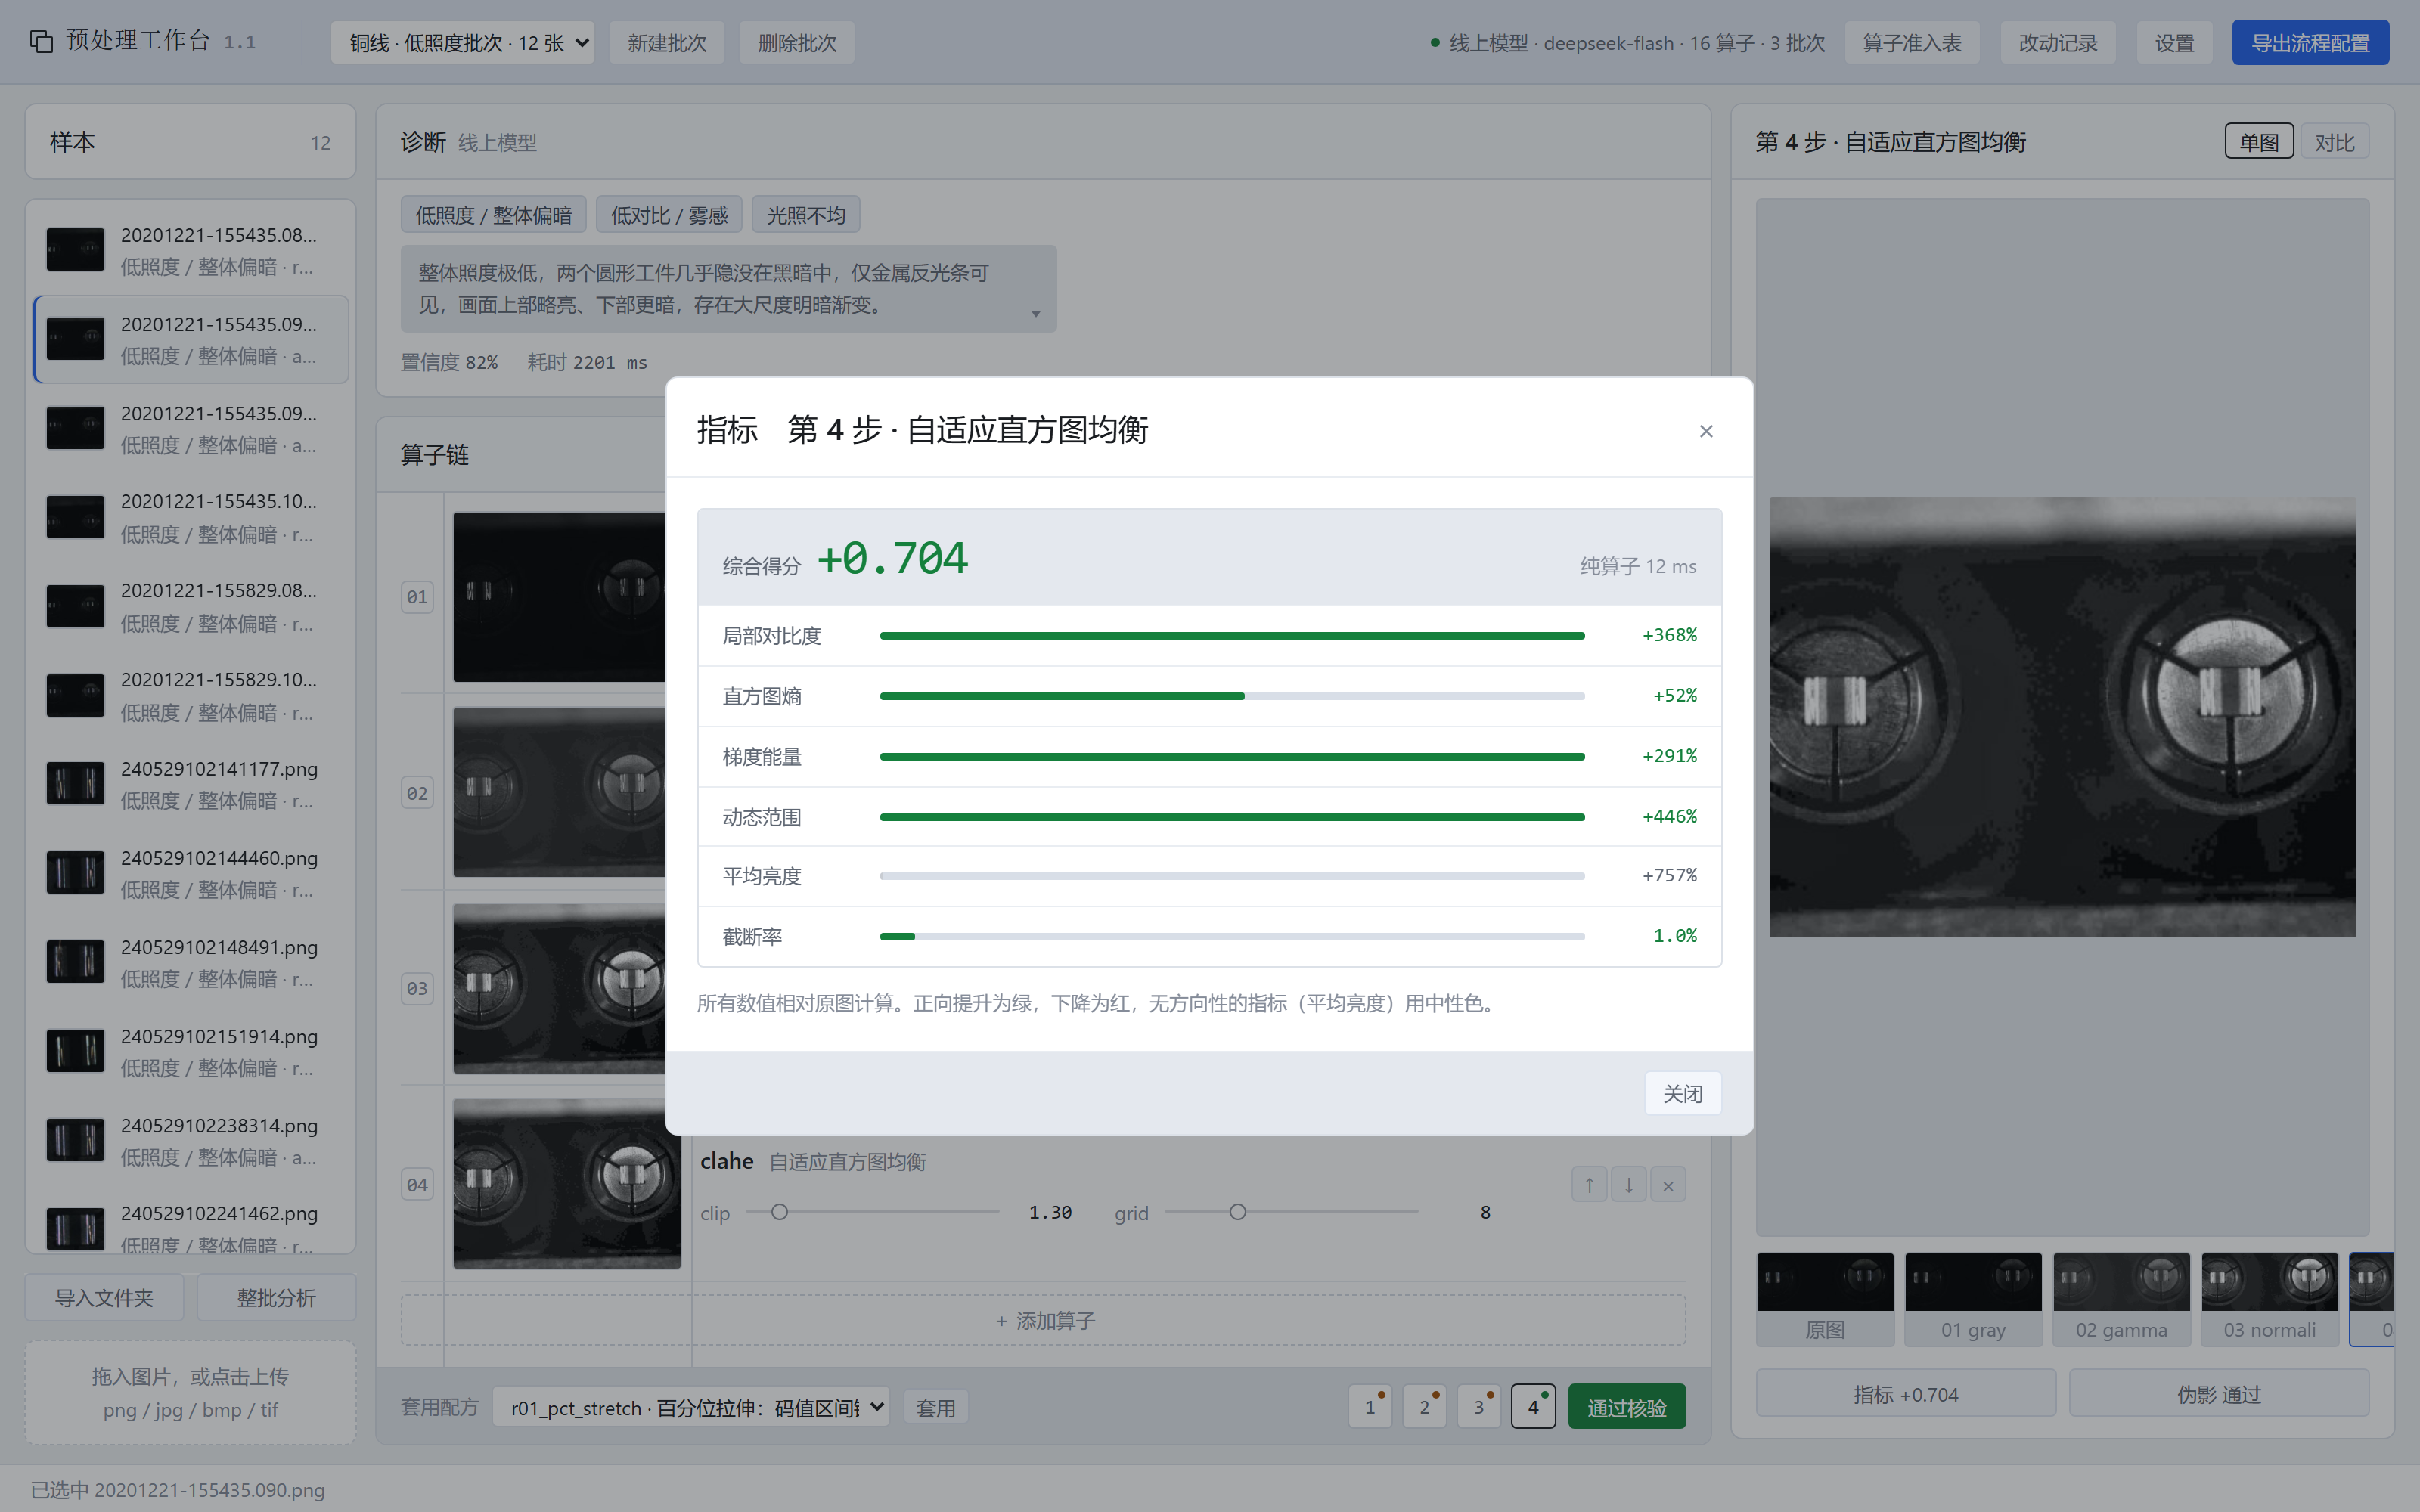 预处理工作台 1.1
铜线 · 低照度批次 · 12 张
新建批次
删除批次
线上模型 · deepseek-flash · 16 算子 · 3 批次
算子准入表
改动记录
设置
导出流程配置
样本
12
20201221-155435.08...
低照度 / 整体偏暗 · r...
20201221-155435.09...
低照度 / 整体偏暗 · a...
20201221-155435.09...
低照度 / 整体偏暗 · a...
20201221-155435.10...
低照度 / 整体偏暗 · r...
20201221-155829.08...
低照度 / 整体偏暗 · r...
20201221-155829.10...
低照度 / 整体偏暗 · r...
240529102141177.png
低照度 / 整体偏暗 · r...
240529102144460.png
低照度 / 整体偏暗 · r...
240529102148491.png
低照度 / 整体偏暗 · r...
240529102151914.png
低照度 / 整体偏暗 · r...
240529102238314.png
低照度 / 整体偏暗 · a...
240529102241462.png
低照度 / 整体偏暗 · r...
导入文件夹
整批分析
拖入图片，或点击上传
png / jpg / bmp / tif
诊断 线上模型
低照度 / 整体偏暗
低对比 / 雾感
光照不均
整体照度极低，两个圆形工件几乎隐没在黑暗中，仅金属反光条可
见，画面上部略亮、下部更暗，存在大尺度明暗渐变。
置信度 82%
耗时 2201 ms
算子链
01
02
03
04
clahe 自适应直方图均衡
clip
1.30
grid
8
↑
↓
×
+ 添加算子
套用配方
r01_pct_stretch · 百分位拉伸：码值区间
套用
1
2
3
4
通过核验
指标 第 4 步 · 自适应直方图均衡
×
综合得分 +0.704
纯算子 12 ms
局部对比度
+368%
直方图熵
+52%
梯度能量
+291%
动态范围
+446%
平均亮度
+757%
截断率
1.0%
所有数值相对原图计算。正向提升为绿，下降为红，无方向性的指标（平均亮度）用中性色。
关闭
第 4 步 · 自适应直方图均衡
单图
对比
原图
01 gray
02 gamma
03 normali
指标 +0.704
伪影 通过
已选中 20201221-155435.090.png